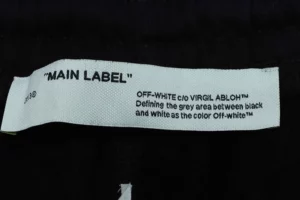 "MAIN LABEL"
OFF-WHITE c/o VIRGIL ABLOH™
Defining the grey area between black
and white as the color Off-white™